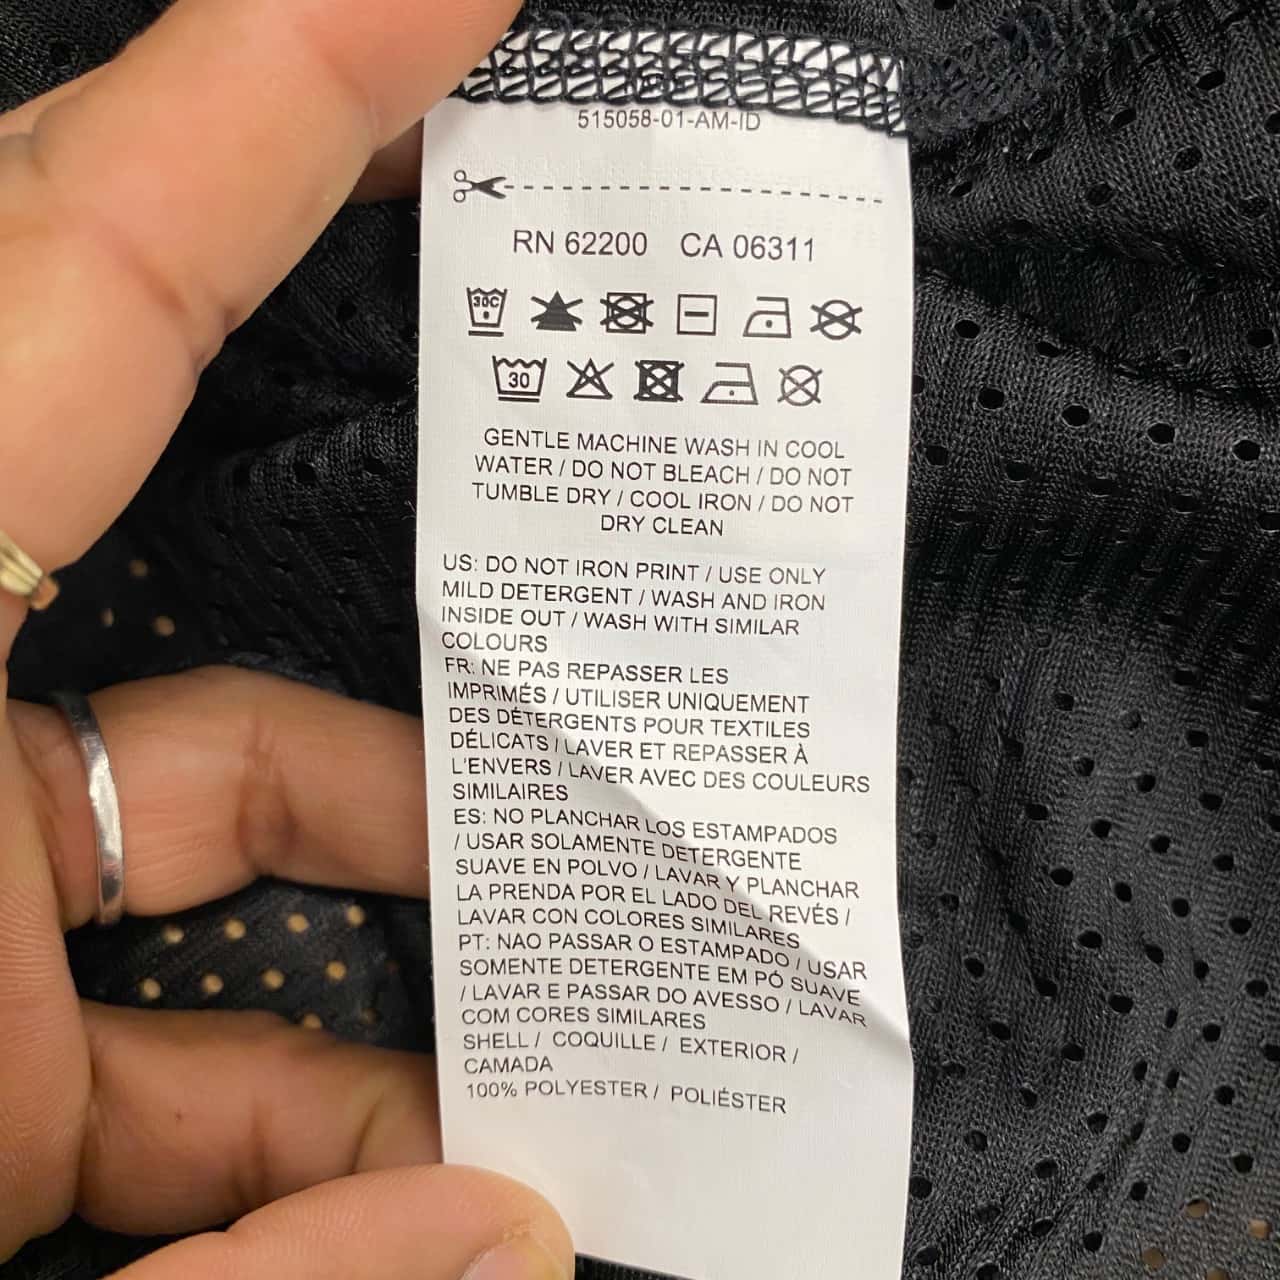 515058-01-AM-ID
RN 62200 CA 06311
30C
30
GENTLE MACHINE WASH IN COOL
WATER / DO NOT BLEACH / DO NOT
TUMBLE DRY / COOL IRON / DO NOT
DRY CLEAN
US: DO NOT IRON PRINT / USE ONLY
MILD DETERGENT / WASH AND IRON
INSIDE OUT / WASH WITH SIMILAR
COLOURS
FR: NE PAS REPASSER LES
IMPRIMÉS / UTILISER UNIQUEMENT
DES DÉTERGENTS POUR TEXTILES
DÉLICATS / LAVER ET REPASSER À
L'ENVERS / LAVER AVEC DES COULEURS
SIMILAIRES
ES: NO PLANCHAR LOS ESTAMPADOS
/ USAR SOLAMENTE DETERGENTE
SUAVE EN POLVO / LAVAR Y PLANCHAR
LA PRENDA POR EL LADO DEL REVÉS /
LAVAR CON COLORES SIMILARES
PT: NAO PASSAR O ESTAMPADO / USAR
SOMENTE DETERGENTE EM PÓ SUAVE
/ LAVAR E PASSAR DO AVESSO / LAVAR
COM CORES SIMILARES
SHELL / COQUILLE / EXTERIOR /
CAMADA
100% POLYESTER / POLIÉSTER